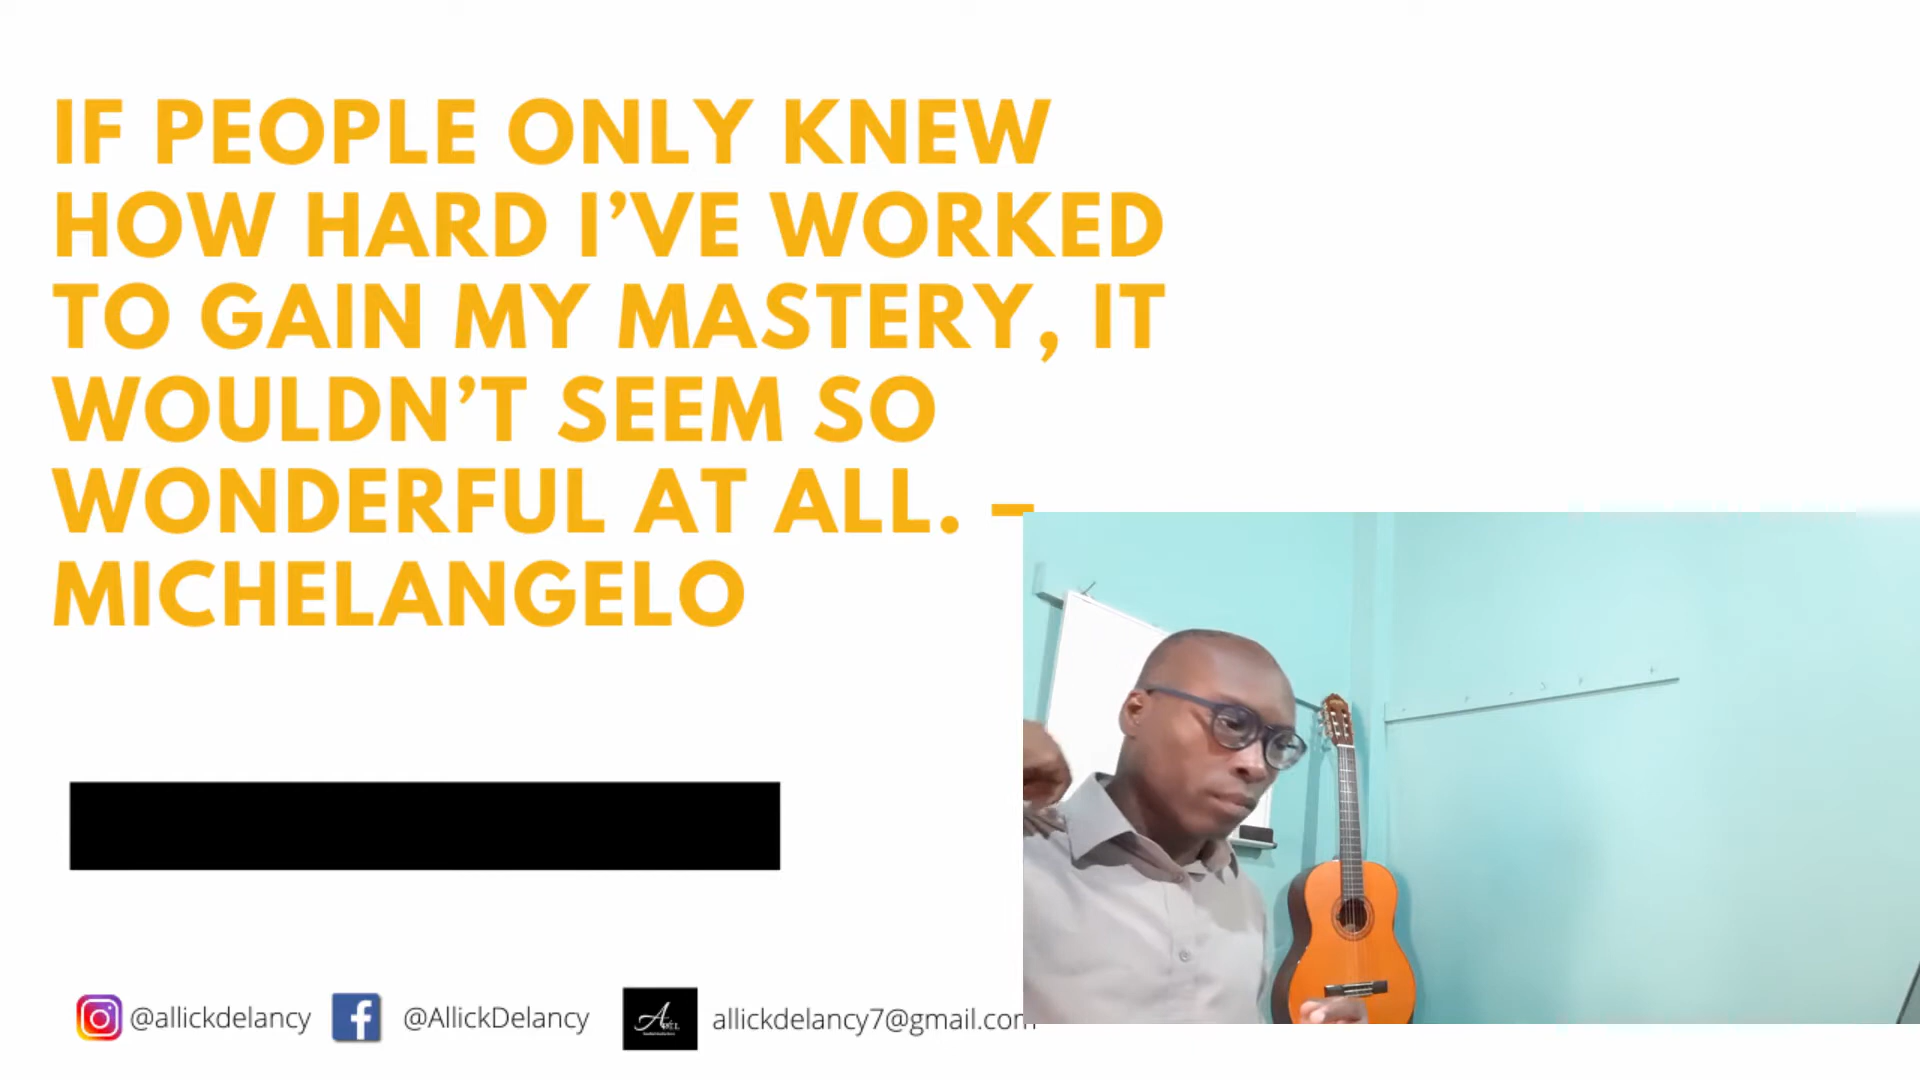 IF PEOPLE ONLY KNEW
HOW HARD I’VE WORKED
TO GAIN MY MASTERY, IT
WOULDN’T SEEM SO
WONDERFUL AT ALL. –
MICHELANGELO
@allickdelancy @AllickDelancy allickdelancy7@gmail.com